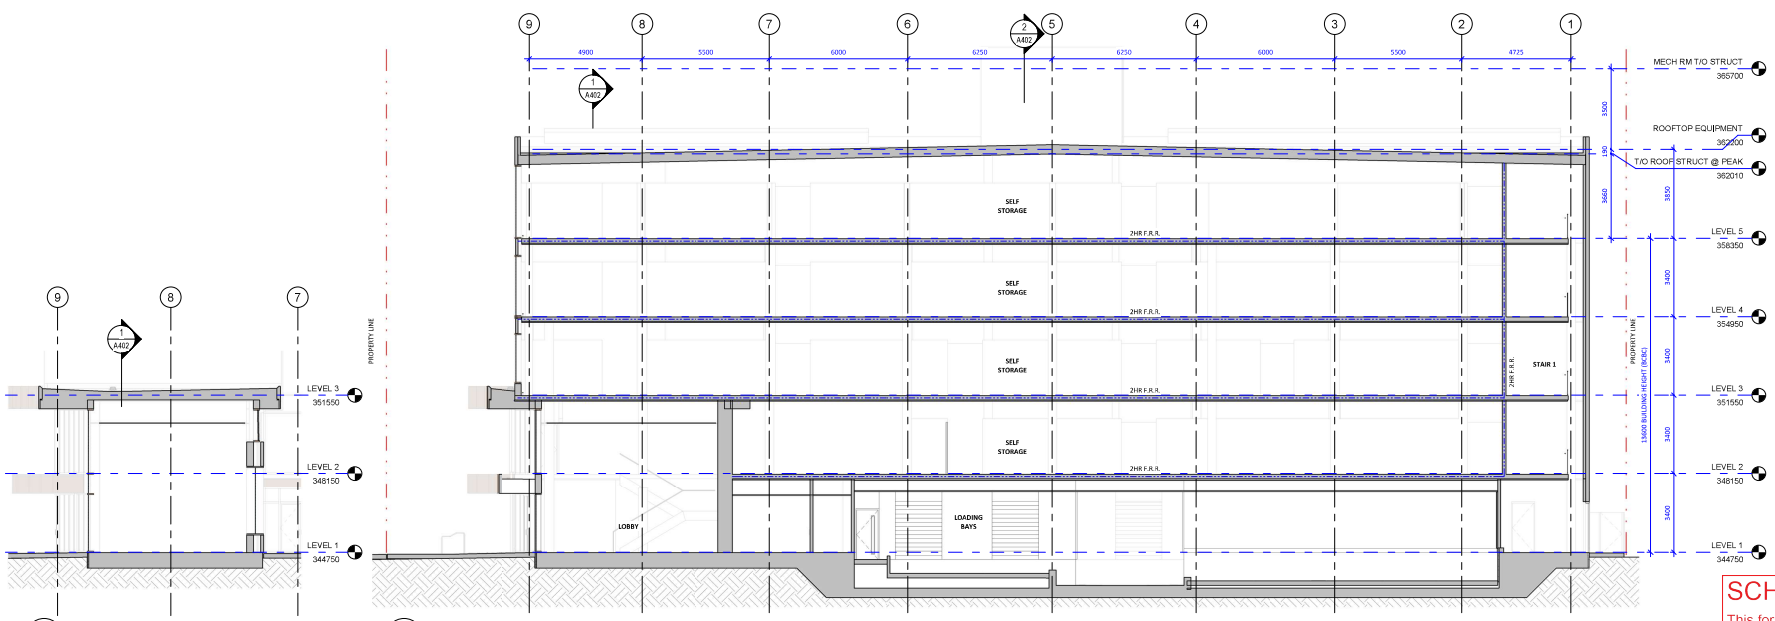 9 8 7 6 5 4 3 2 1
2
A402
4900 5500 6000 6250 6250 6000 5500 4725
MECH RM T/O STRUCT
365700
1
A402
3500
ROOFTOP EQUIPMENT
362200
190
T/O ROOF STRUCT @ PEAK
362010
SELF
STORAGE
3660
3850
2HR F.R.R.
LEVEL 5
358350
SELF
STORAGE
3400
9 8 7
2HR F.R.R.
LEVEL 4
354950
1
A402
PROPERTY LINE
SELF
STORAGE
2HR F.R.R.
STAIR 1
PROPERTY LINE
3400
LEVEL 3
351550
2HR F.R.R.
LEVEL 3
351550
13600 BUILDING HEIGHT (BCBC)
SELF
STORAGE
3400
LEVEL 2
348150
2HR F.R.R.
LEVEL 2
348150
LOBBY
LOADING
BAYS
3400
LEVEL 1
344750
LEVEL 1
344750
SCH
This for